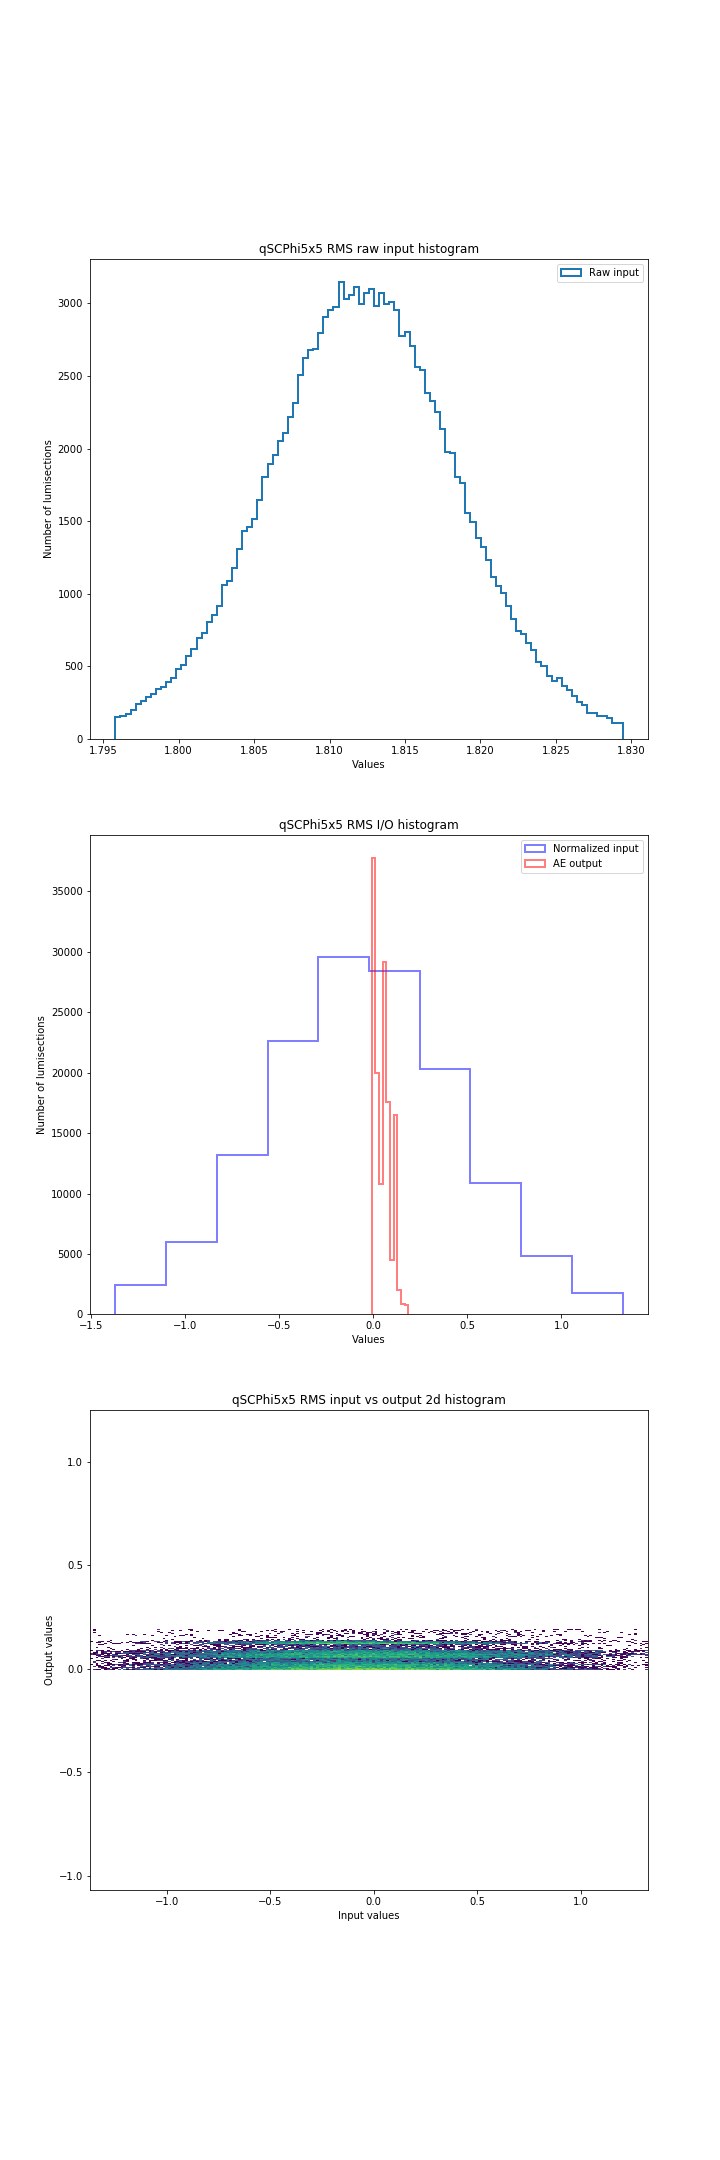 qSCPhi5x5 RMS raw input histogram
Raw input
3000
2500
2000
1500
1000
500
0
Number of lumisections
1.795 1.800 1.805 1.810 1.815 1.820 1.825 1.830
Values
qSCPhi5x5 RMS I/O histogram
Normalized input
AE output
35000
30000
25000
20000
15000
10000
5000
0
Number of lumisections
−1.5 −1.0 −0.5 0.0 0.5 1.0
Values
qSCPhi5x5 RMS input vs output 2d histogram
1.0
0.5
0.0
−0.5
−1.0
Output values
−1.0 −0.5 0.0 0.5 1.0
Input values